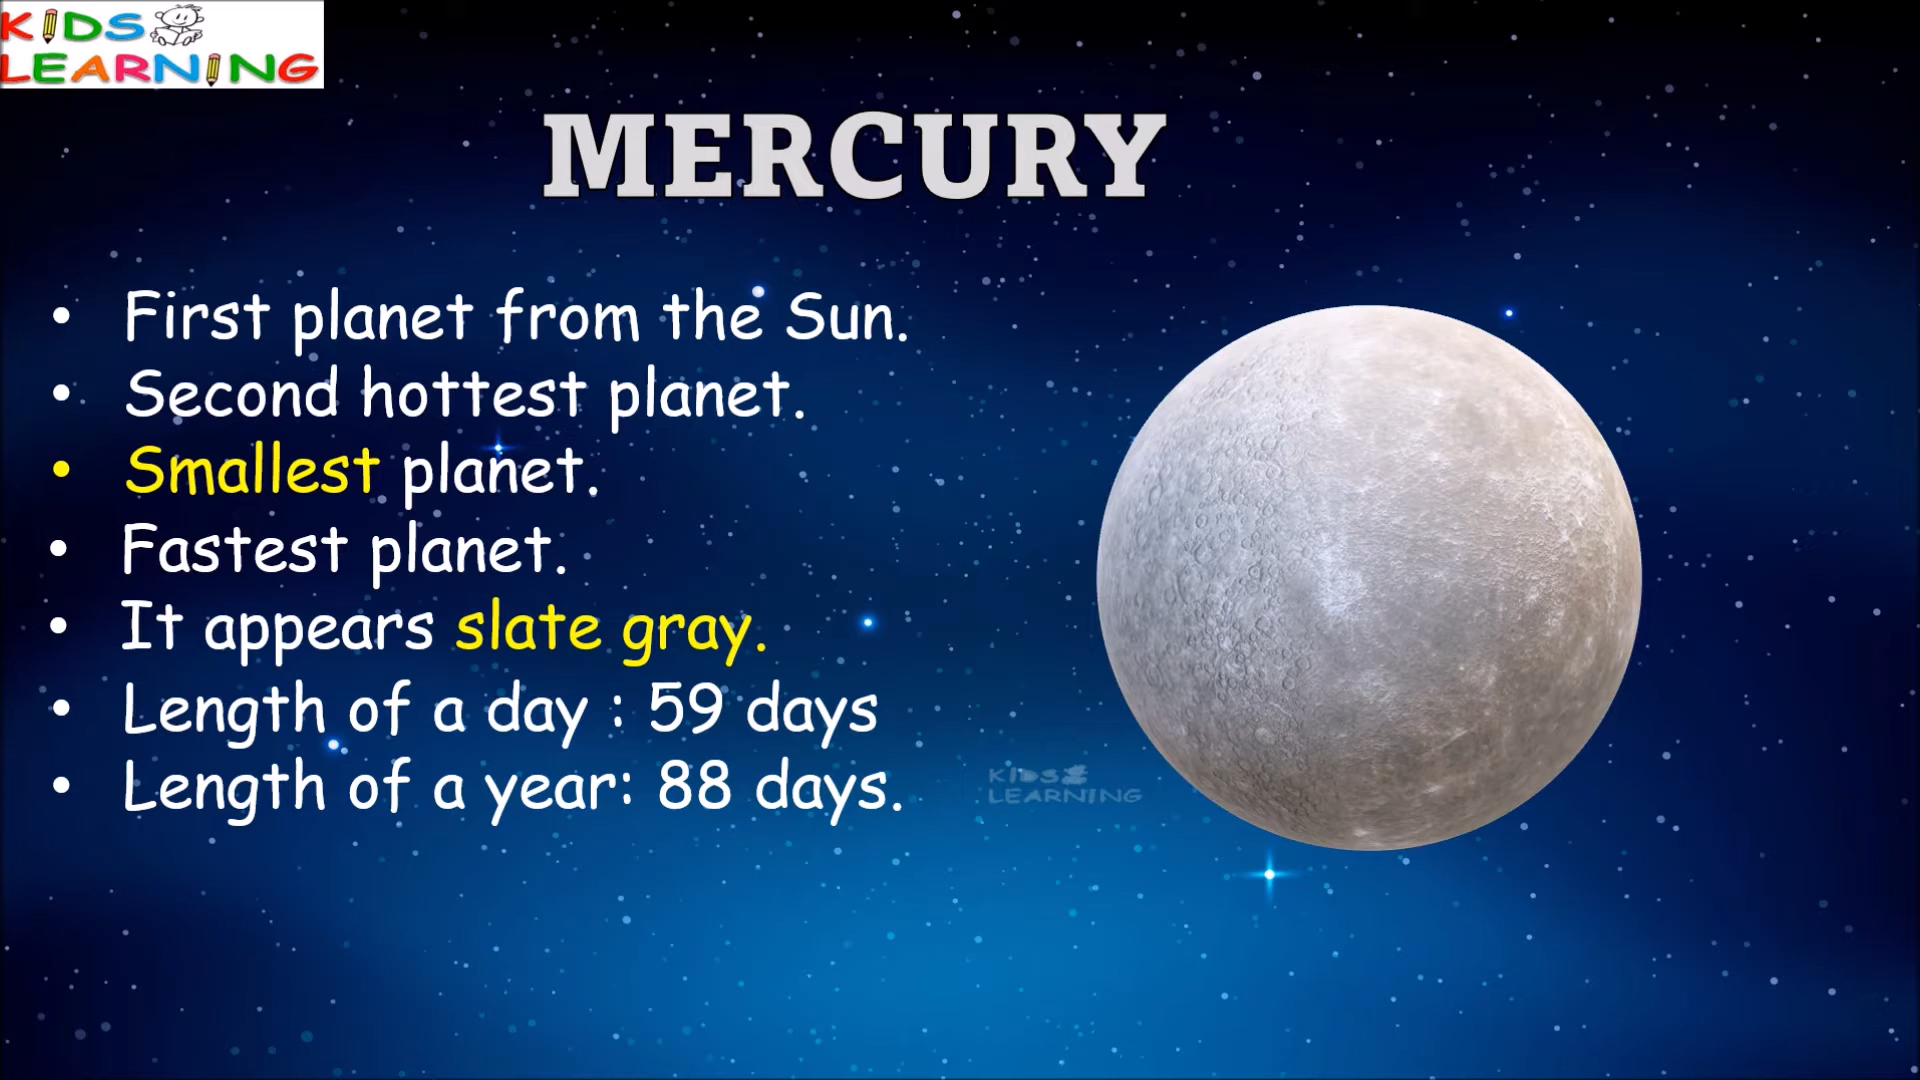 KIDS
LEARNING
MERCURY
• First planet from the Sun.
• Second hottest planet.
• Smallest planet.
• Fastest planet.
• It appears slate gray.
• Length of a day : 59 days
• Length of a year: 88 days.
KIDS
LEARNING